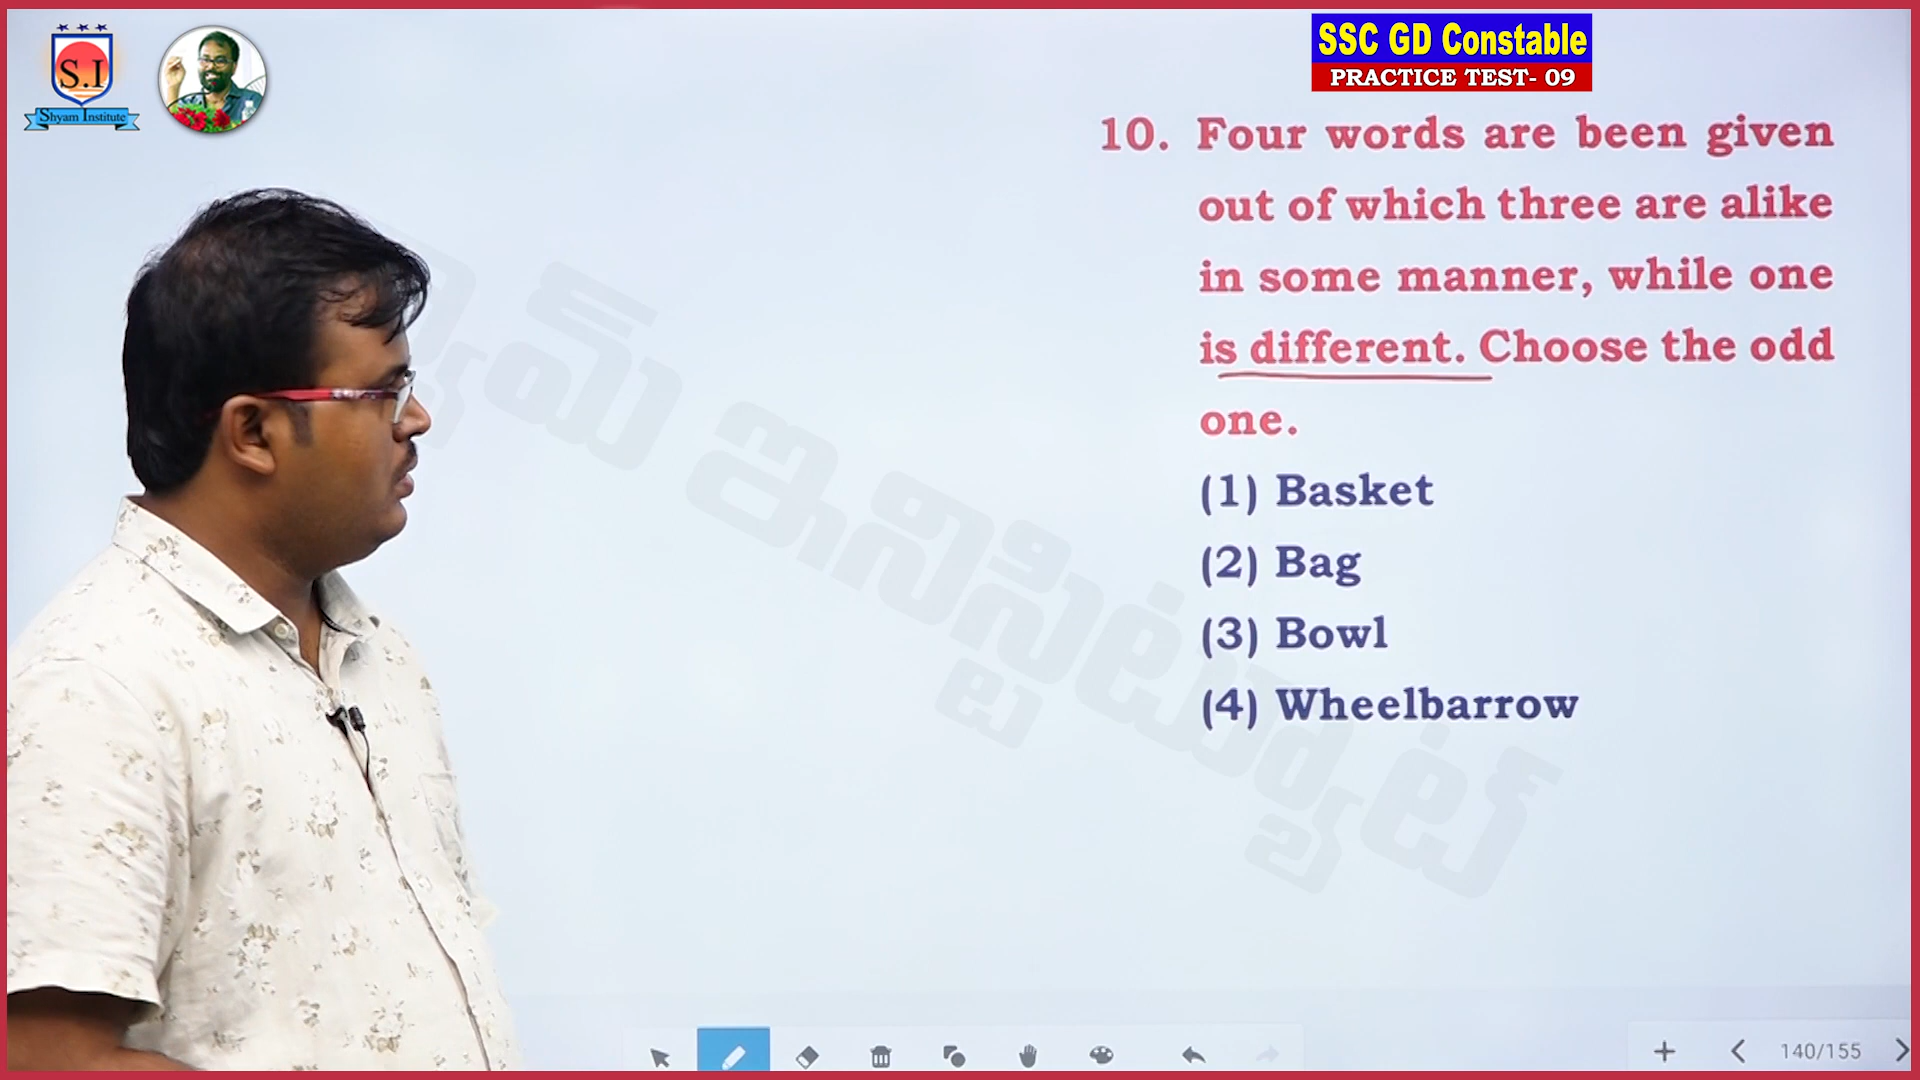 S.I
Shyam Institute
SSC GD Constable
PRACTICE TEST- 09
10. Four words are been given
out of which three are alike
in some manner, while one
is different. Choose the odd
one.
(1) Basket
(2) Bag
(3) Bowl
(4) Wheelbarrow
శ్యామ్ ఇన్‌స్టిట్యూట్
140/155